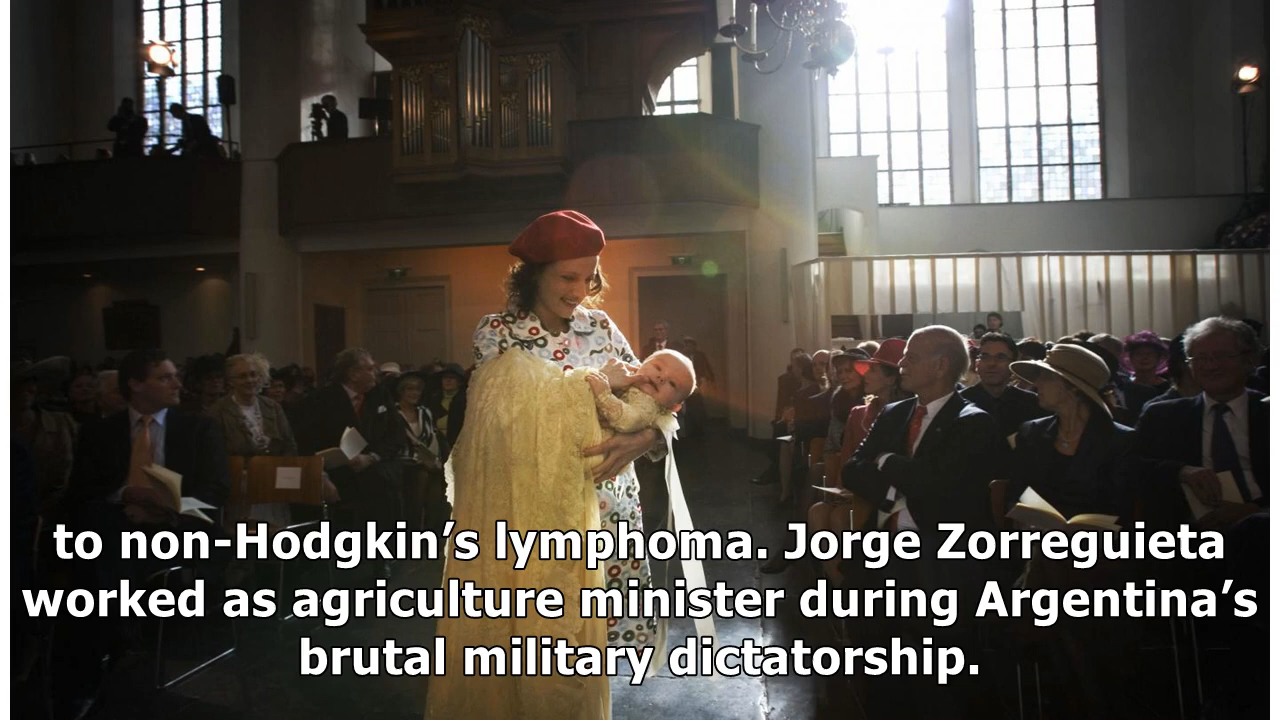 to non-Hodgkin’s lymphoma. Jorge Zorreguieta
worked as agriculture minister during Argentina’s
brutal military dictatorship.